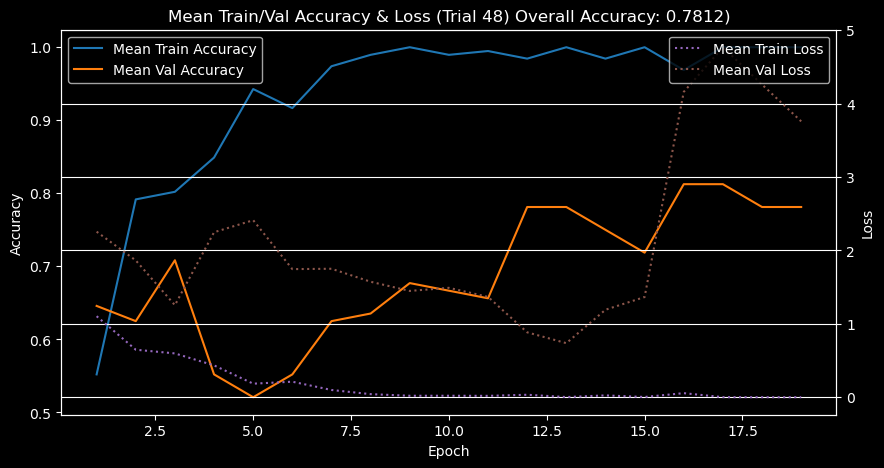 Mean Train/Val Accuracy & Loss (Trial 48) Overall Accuracy: 0.7812)
Mean Train Accuracy
Mean Val Accuracy
Mean Train Loss
Mean Val Loss
Accuracy
1.0
0.9
0.8
0.7
0.6
0.5
5
4
3
2
1
0
Loss
2.5 5.0 7.5 10.0 12.5 15.0 17.5
Epoch